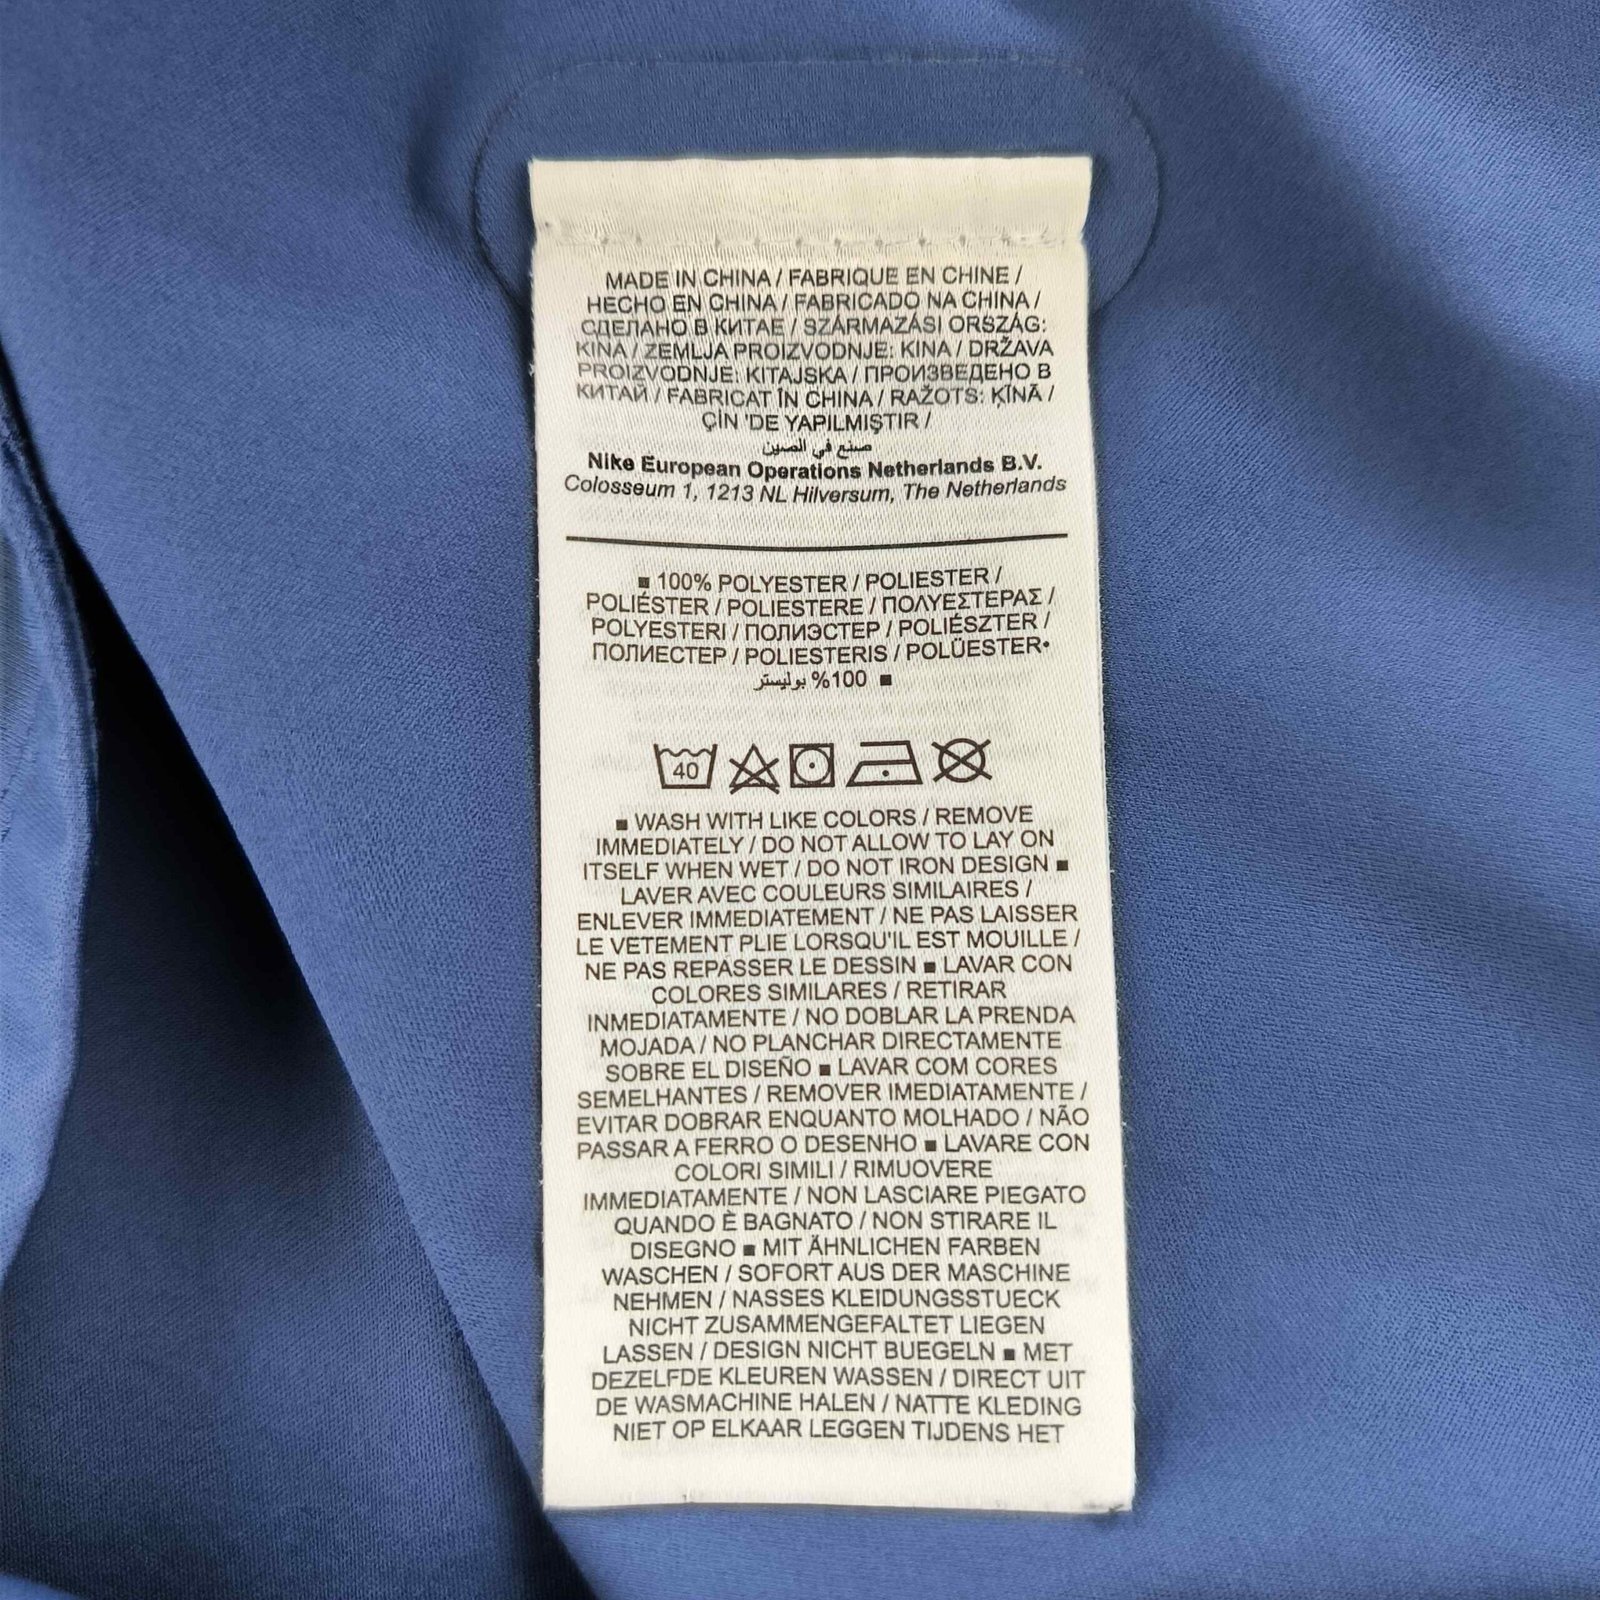 MADE IN CHINA / FABRIQUE EN CHINE /
HECHO EN CHINA / FABRICADO NA CHINA /
СДЕЛАНО В КИТАЕ / SZÁRMAZÁSI ORSZÁG:
KINA / ZEMLJA PROIZVODNJE: KINA / DRŽAVA
PROIZVODNJE: KITAJSKA / ПРОИЗВЕДЕНО В
КИТАЙ / FABRICAT ÎN CHINA / RAŽOTS: ĶĪNĀ /
ÇİN 'DE YAPILMIŞTIR /
صنع في الصين
Nike European Operations Netherlands B.V.
Colosseum 1, 1213 NL Hilversum, The Netherlands
■ 100% POLYESTER / POLIESTER /
POLIÉSTER / POLIESTERE / ΠΟΛΥΕΣΤΕΡΑΣ /
POLYESTERI / ПОЛИЭСТЕР / POLIÉSZTER /
ПОЛИЕСТЕР / POLIESTERIS / POLÜESTER•
100% بوليستر ■
40
■ WASH WITH LIKE COLORS / REMOVE
IMMEDIATELY / DO NOT ALLOW TO LAY ON
ITSELF WHEN WET / DO NOT IRON DESIGN ■
LAVER AVEC COULEURS SIMILAIRES /
ENLEVER IMMEDIATEMENT / NE PAS LAISSER
LE VETEMENT PLIE LORSQU'IL EST MOUILLE /
NE PAS REPASSER LE DESSIN ■ LAVAR CON
COLORES SIMILARES / RETIRAR
INMEDIATAMENTE / NO DOBLAR LA PRENDA
MOJADA / NO PLANCHAR DIRECTAMENTE
SOBRE EL DISEÑO ■ LAVAR COM CORES
SEMELHANTES / REMOVER IMEDIATAMENTE /
EVITAR DOBRAR ENQUANTO MOLHADO / NÃO
PASSAR A FERRO O DESENHO ■ LAVARE CON
COLORI SIMILI / RIMUOVERE
IMMEDIATAMENTE / NON LASCIARE PIEGATO
QUANDO È BAGNATO / NON STIRARE IL
DISEGNO ■ MIT ÄHNLICHEN FARBEN
WASCHEN / SOFORT AUS DER MASCHINE
NEHMEN / NASSES KLEIDUNGSSTUECK
NICHT ZUSAMMENGEFALTET LIEGEN
LASSEN / DESIGN NICHT BUEGELN ■ MET
DEZELFDE KLEUREN WASSEN / DIRECT UIT
DE WASMACHINE HALEN / NATTE KLEDING
NIET OP ELKAAR LEGGEN TIJDENS HET